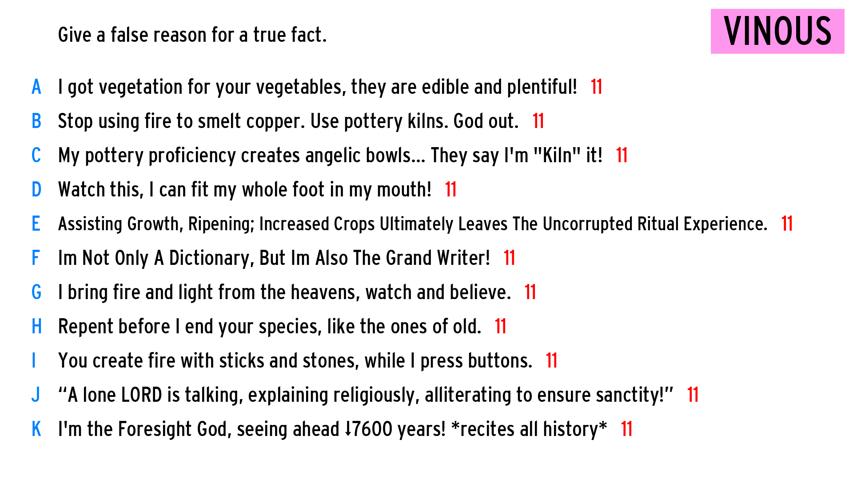 Give a false reason for a true fact.
VINOUS
A I got vegetation for your vegetables, they are edible and plentiful! 11
B Stop using fire to smelt copper. Use pottery kilns. God out. 11
C My pottery proficiency creates angelic bowls... They say I'm "Kiln" it! 11
D Watch this, I can fit my whole foot in my mouth! 11
E Assisting Growth, Ripening; Increased Crops Ultimately Leaves The Uncorrupted Ritual Experience. 11
F Im Not Only A Dictionary, But Im Also The Grand Writer! 11
G I bring fire and light from the heavens, watch and believe. 11
H Repent before I end your species, like the ones of old. 11
I You create fire with sticks and stones, while I press buttons. 11
J “A lone LORD is talking, explaining religiously, alliterating to ensure sanctity!” 11
K I'm the Foresight God, seeing ahead ↓7600 years! *recites all history* 11